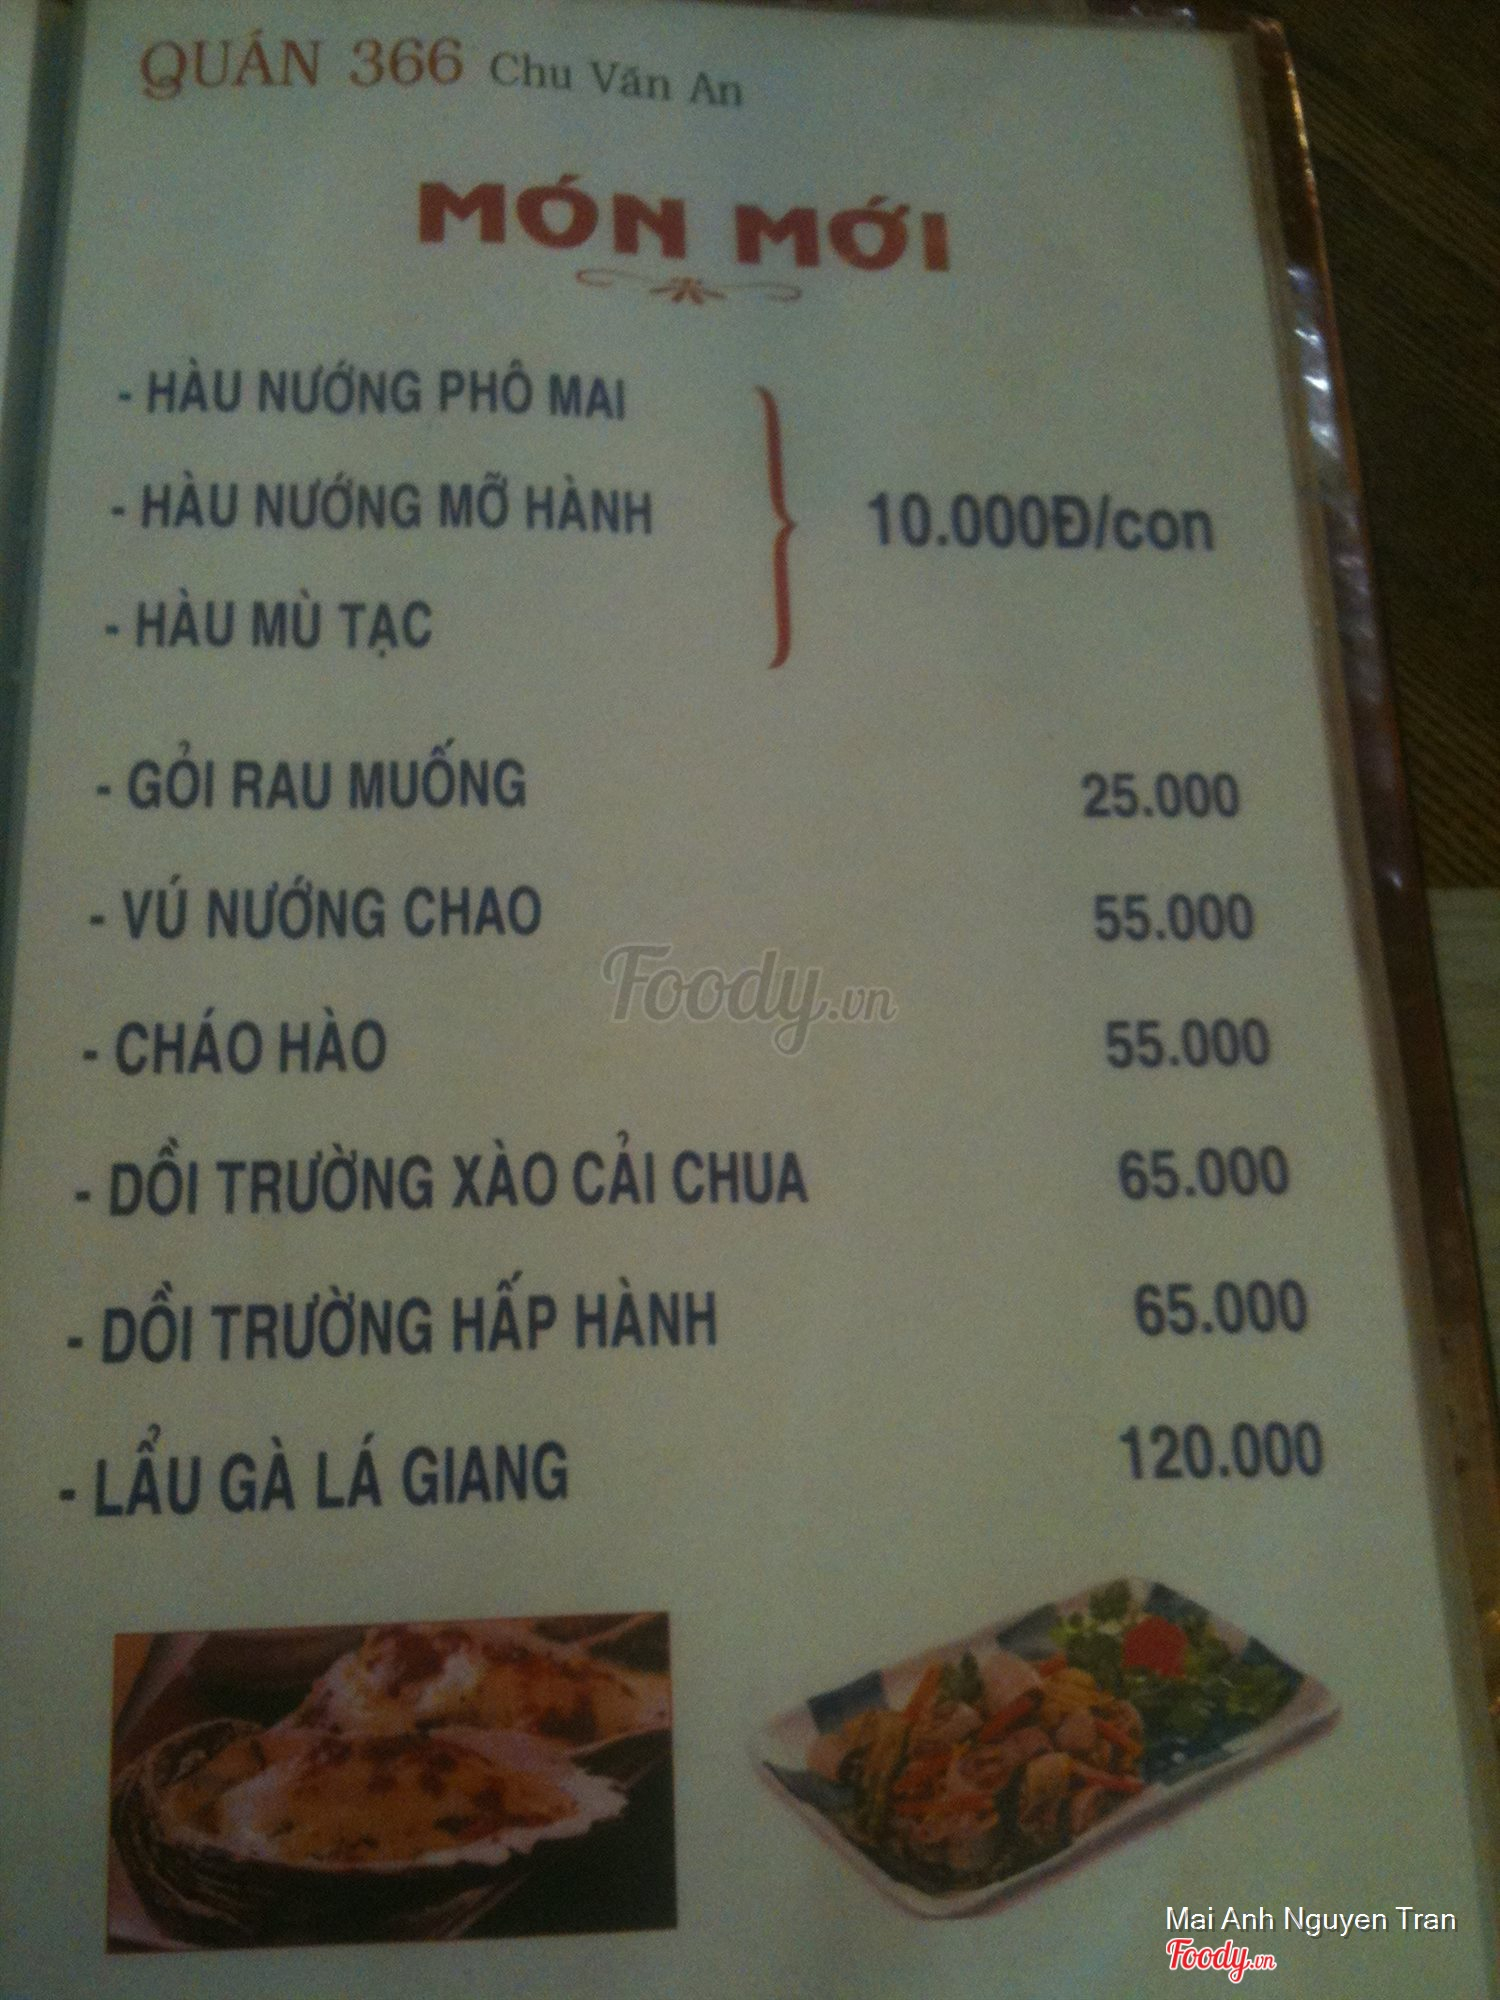 QUÁN 366 Chu Văn An
MÓN MỚI
- HÀU NƯỚNG PHÔ MAI
- HÀU NƯỚNG MỠ HÀNH
10.000Đ/con
- HÀU MÙ TẠC
- GỎI RAU MUỐNG 25.000
- VÚ NƯỚNG CHAO 55.000
- CHÁO HÀO 55.000
- DỒI TRƯỜNG XÀO CẢI CHUA 65.000
- DỒI TRƯỜNG HẤP HÀNH 65.000
- LẨU GÀ LÁ GIANG 120.000
Foody.vn
Mai Anh Nguyen Tran
Foody.vn